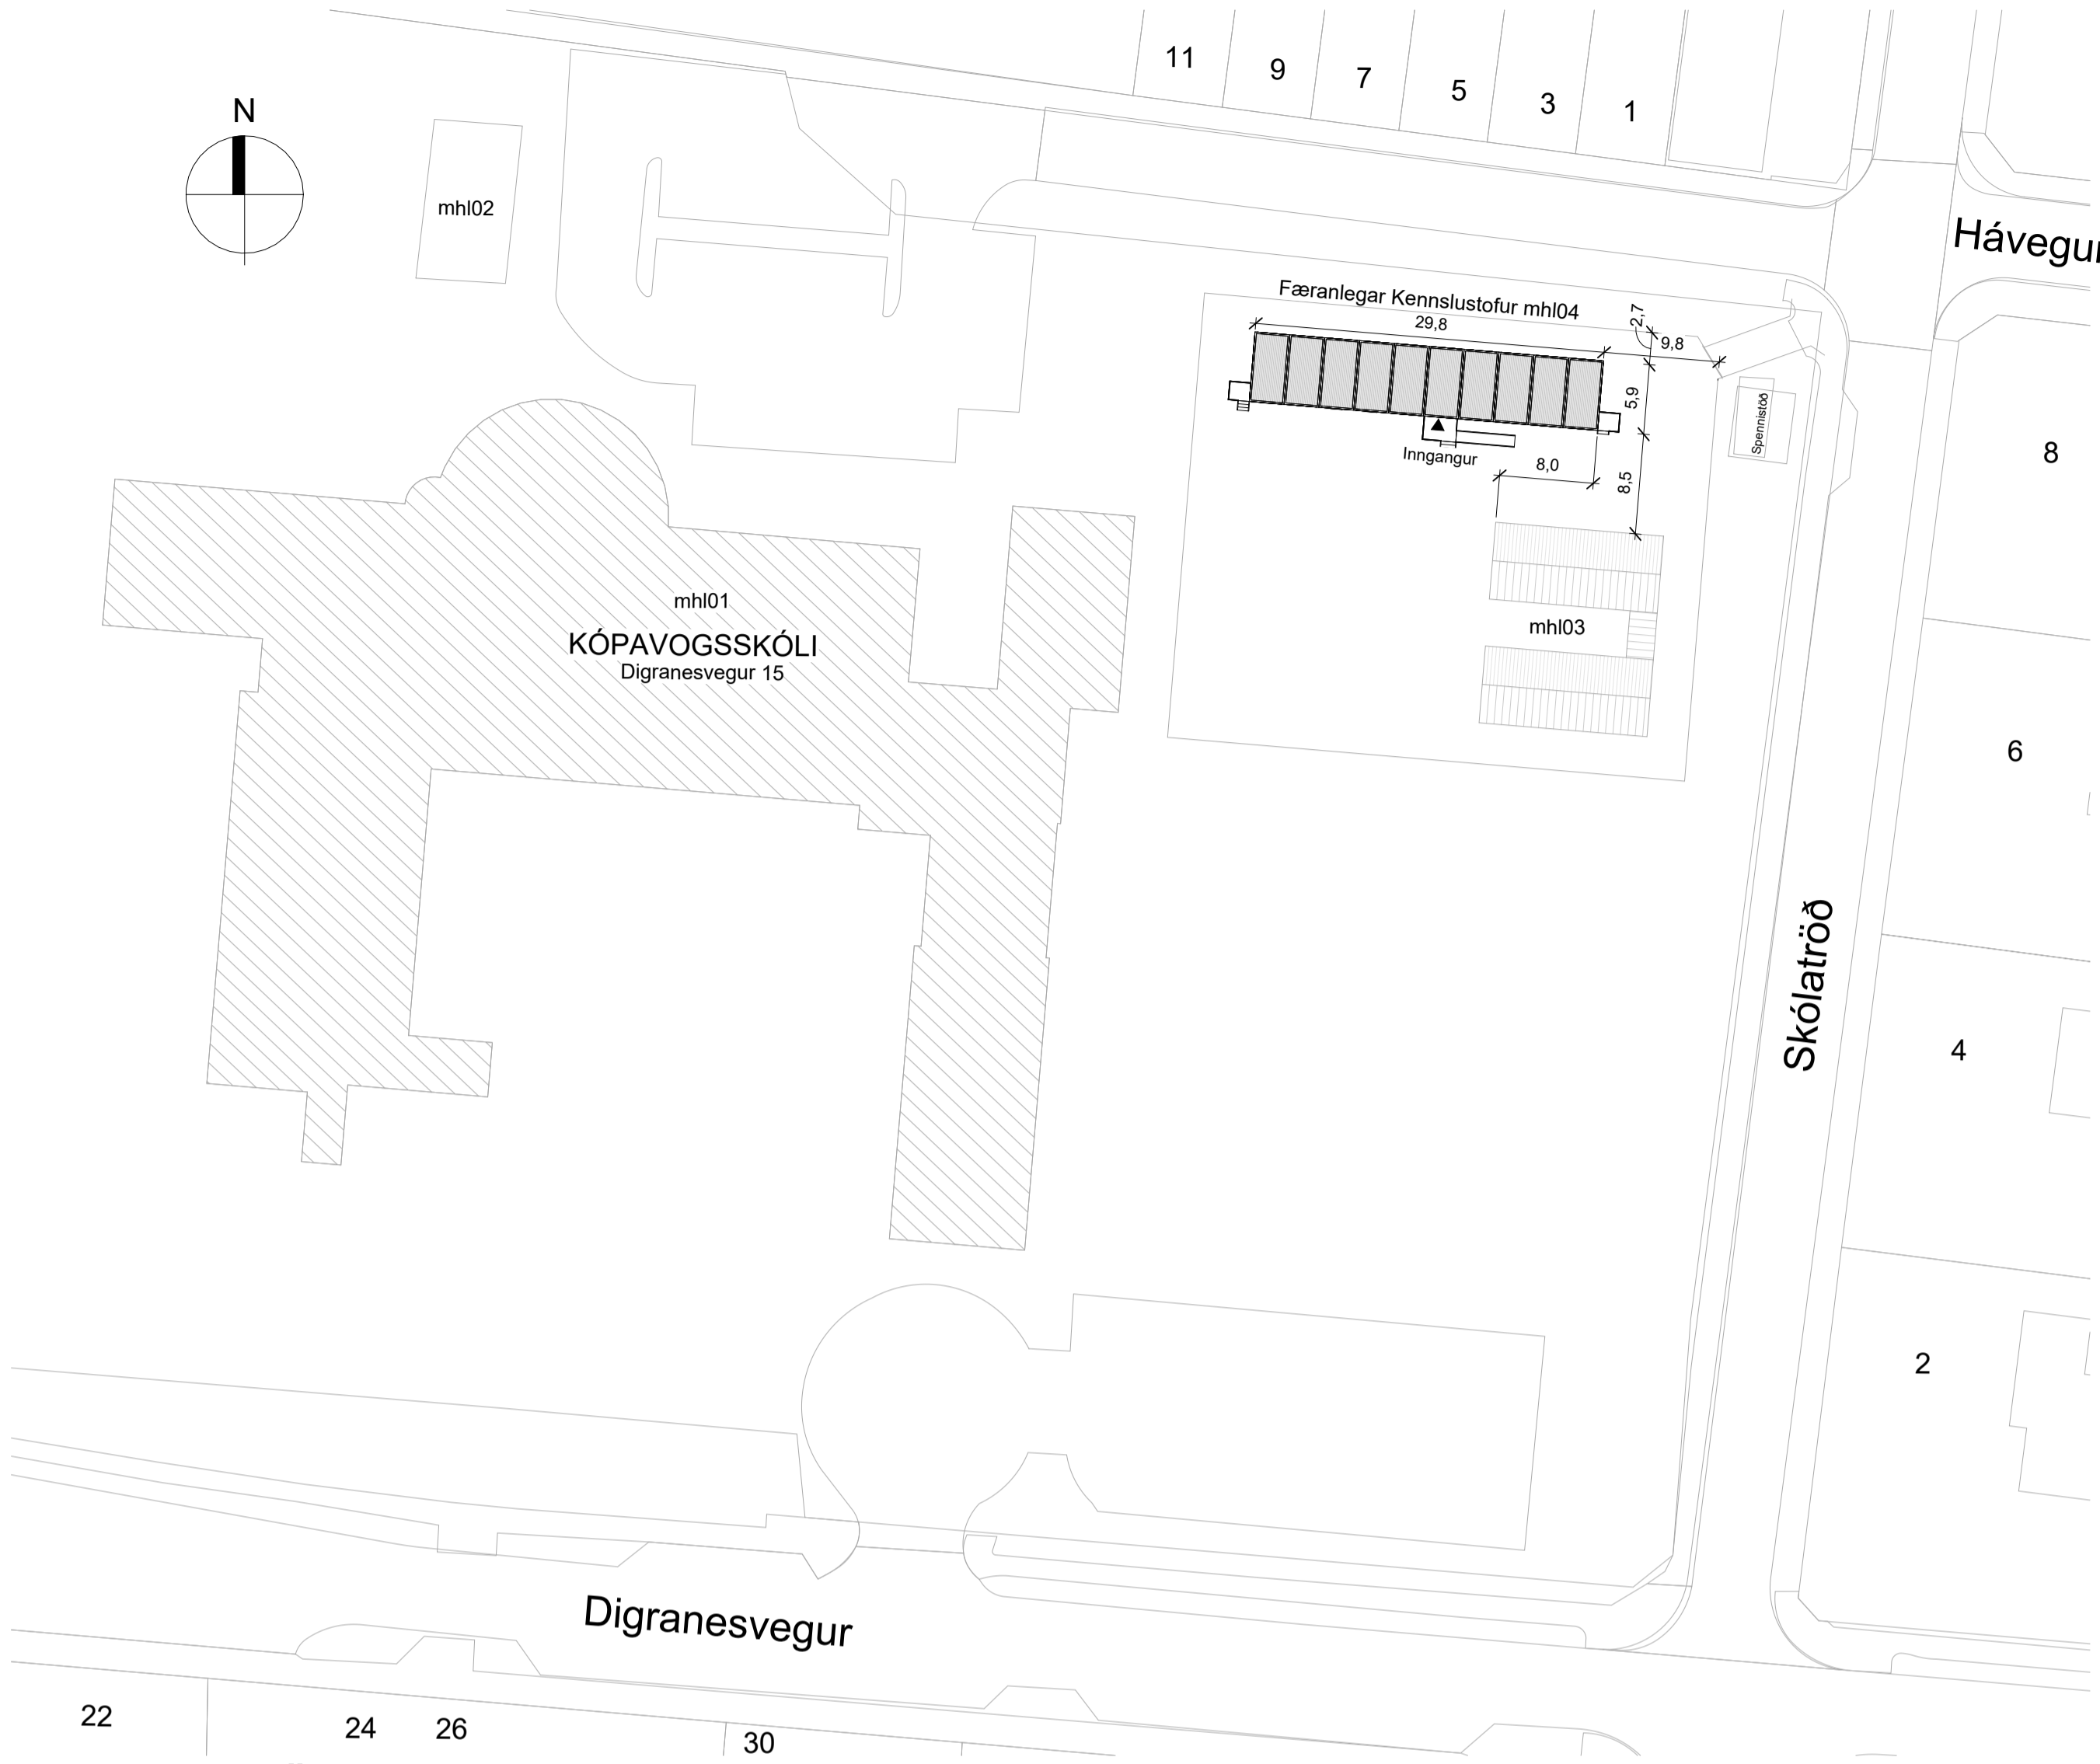 11
9
7
5
3
1
N
mhl02
Færanlegar Kennslustofur mhl04
29,8
2,7
9,8
5,9
Spennistöð
Inngangur
8,0
8,5
8
mhl01
KÓPAVOGSSKÓLI
Digranesvegur 15
mhl03
6
Skólatröð
4
2
Digranesvegur
22
24
26
30